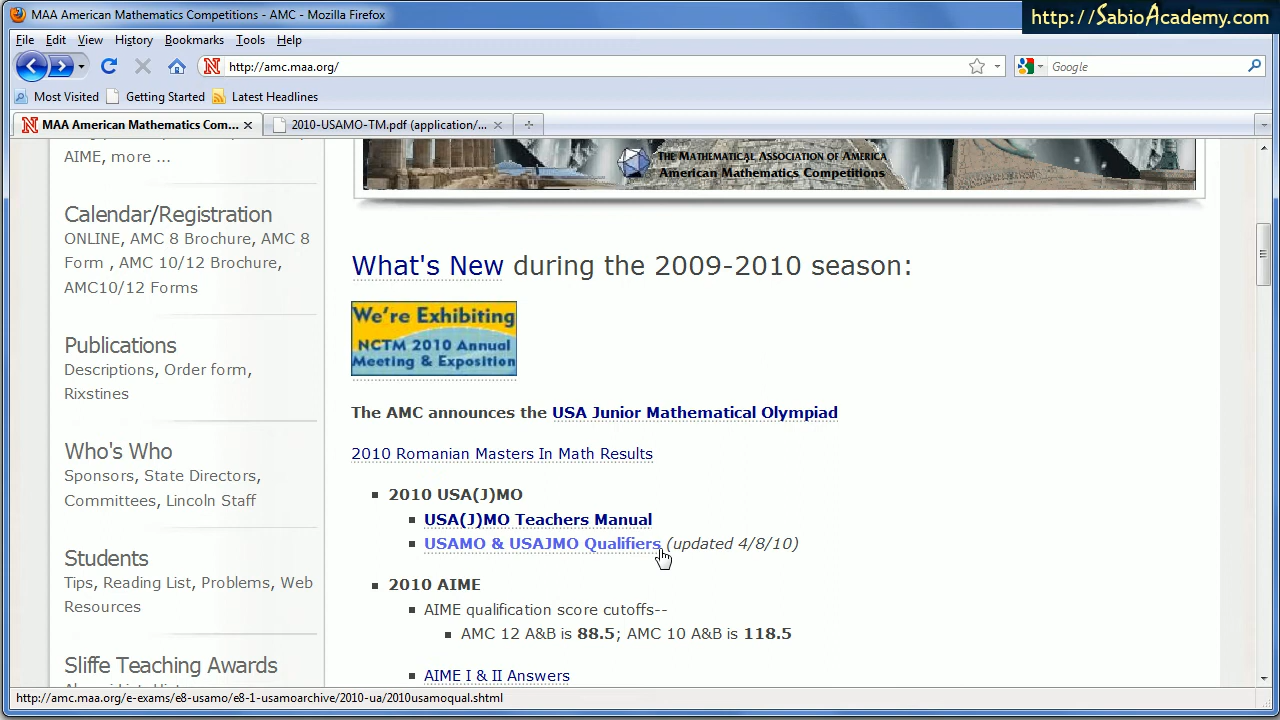 MAA American Mathematics Competitions - AMC - Mozilla Firefox
http://SabioAcademy.com
File Edit View History Bookmarks Tools Help
http://amc.maa.org/
Google
Most Visited Getting Started Latest Headlines
MAA American Mathematics Com...
2010-USAMO-TM.pdf (application/...
AIME, more ...
Calendar/Registration
ONLINE, AMC 8 Brochure, AMC 8
Form , AMC 10/12 Brochure,
AMC10/12 Forms
Publications
Descriptions, Order form,
Rixstines
Who's Who
Sponsors, State Directors,
Committees, Lincoln Staff
Students
Tips, Reading List, Problems, Web
Resources
Sliffe Teaching Awards
THE MATHEMATICAL ASSOCIATION OF AMERICA
American Mathematics Competitions
What's New during the 2009-2010 season:
We're Exhibiting
NCTM 2010 Annual
Meeting & Exposition
The AMC announces the USA Junior Mathematical Olympiad
2010 Romanian Masters In Math Results
2010 USA(J)MO
USA(J)MO Teachers Manual
USAMO & USAJMO Qualifiers (updated 4/8/10)
2010 AIME
AIME qualification score cutoffs--
AMC 12 A&B is 88.5; AMC 10 A&B is 118.5
AIME I & II Answers
http://amc.maa.org/e-exams/e8-usamo/e8-1-usamoarchive/2010-ua/2010usamoqual.shtml